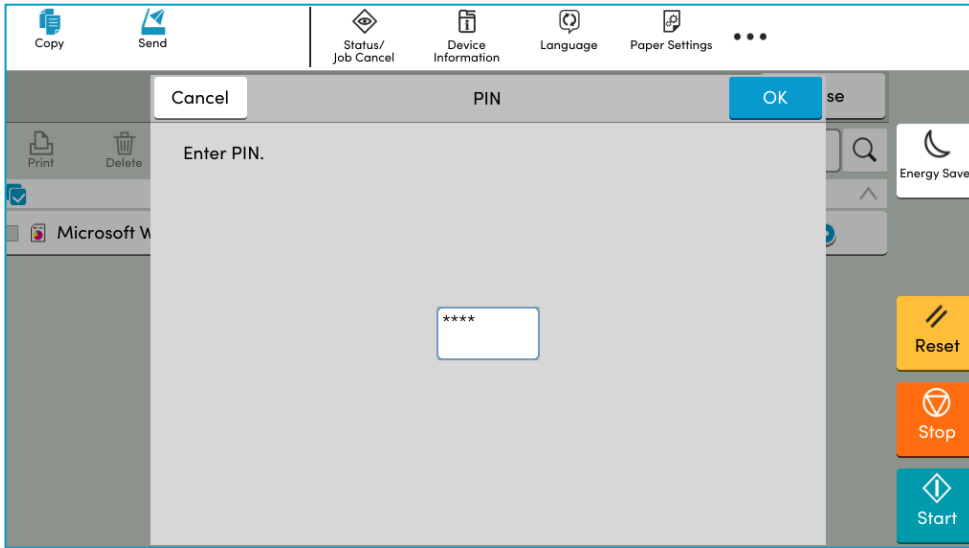 Copy
Send
Status/
Job Cancel
Device
Information
Language
Paper Settings
Cancel
PIN
OK
se
Print
Delete
Enter PIN.
Energy Save
Microsoft W
****
Reset
Stop
Start